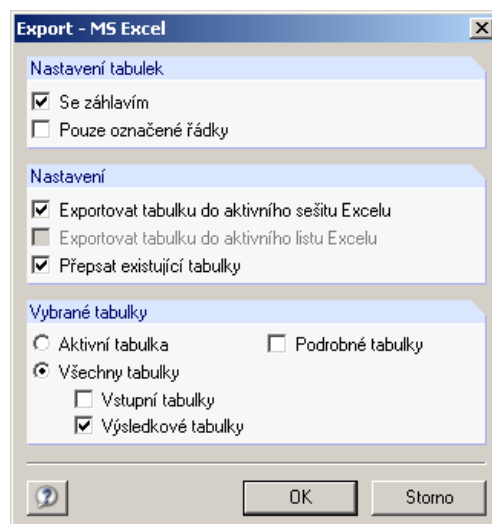 Export - MS Excel
Nastavení tabulek
Se záhlavím
Pouze označené řádky
Nastavení
Exportovat tabulku do aktivního sešitu Excelu
Exportovat tabulku do aktivního listu Excelu
Přepsat existující tabulky
Vybrané tabulky
Aktivní tabulka
Podrobné tabulky
Všechny tabulky
Vstupní tabulky
Výsledkové tabulky
OK
Storno